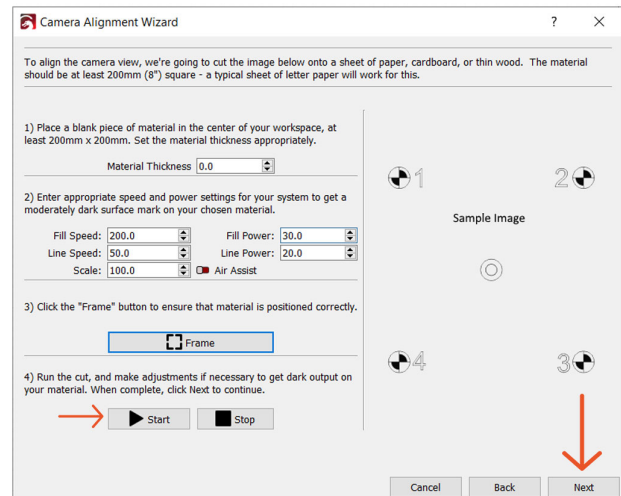 Camera Alignment Wizard ?
To align the camera view, we're going to cut the image below onto a sheet of paper, cardboard, or thin wood. The material
should be at least 200mm (8") square - a typical sheet of letter paper will work for this.
1) Place a blank piece of material in the center of your workspace, at
least 200mm x 200mm. Set the material thickness appropriately.
Material Thickness 0.0
2) Enter appropriate speed and power settings for your system to get a
moderately dark surface mark on your chosen material.
Fill Speed: 200.0 Fill Power: 30.0
Line Speed: 50.0 Line Power: 20.0
Scale: 100.0 Air Assist
3) Click the "Frame" button to ensure that material is positioned correctly.
Frame
4) Run the cut, and make adjustments if necessary to get dark output on
your material. When complete, click Next to continue.
Start Stop
1 2
Sample Image
4 3
Cancel Back Next